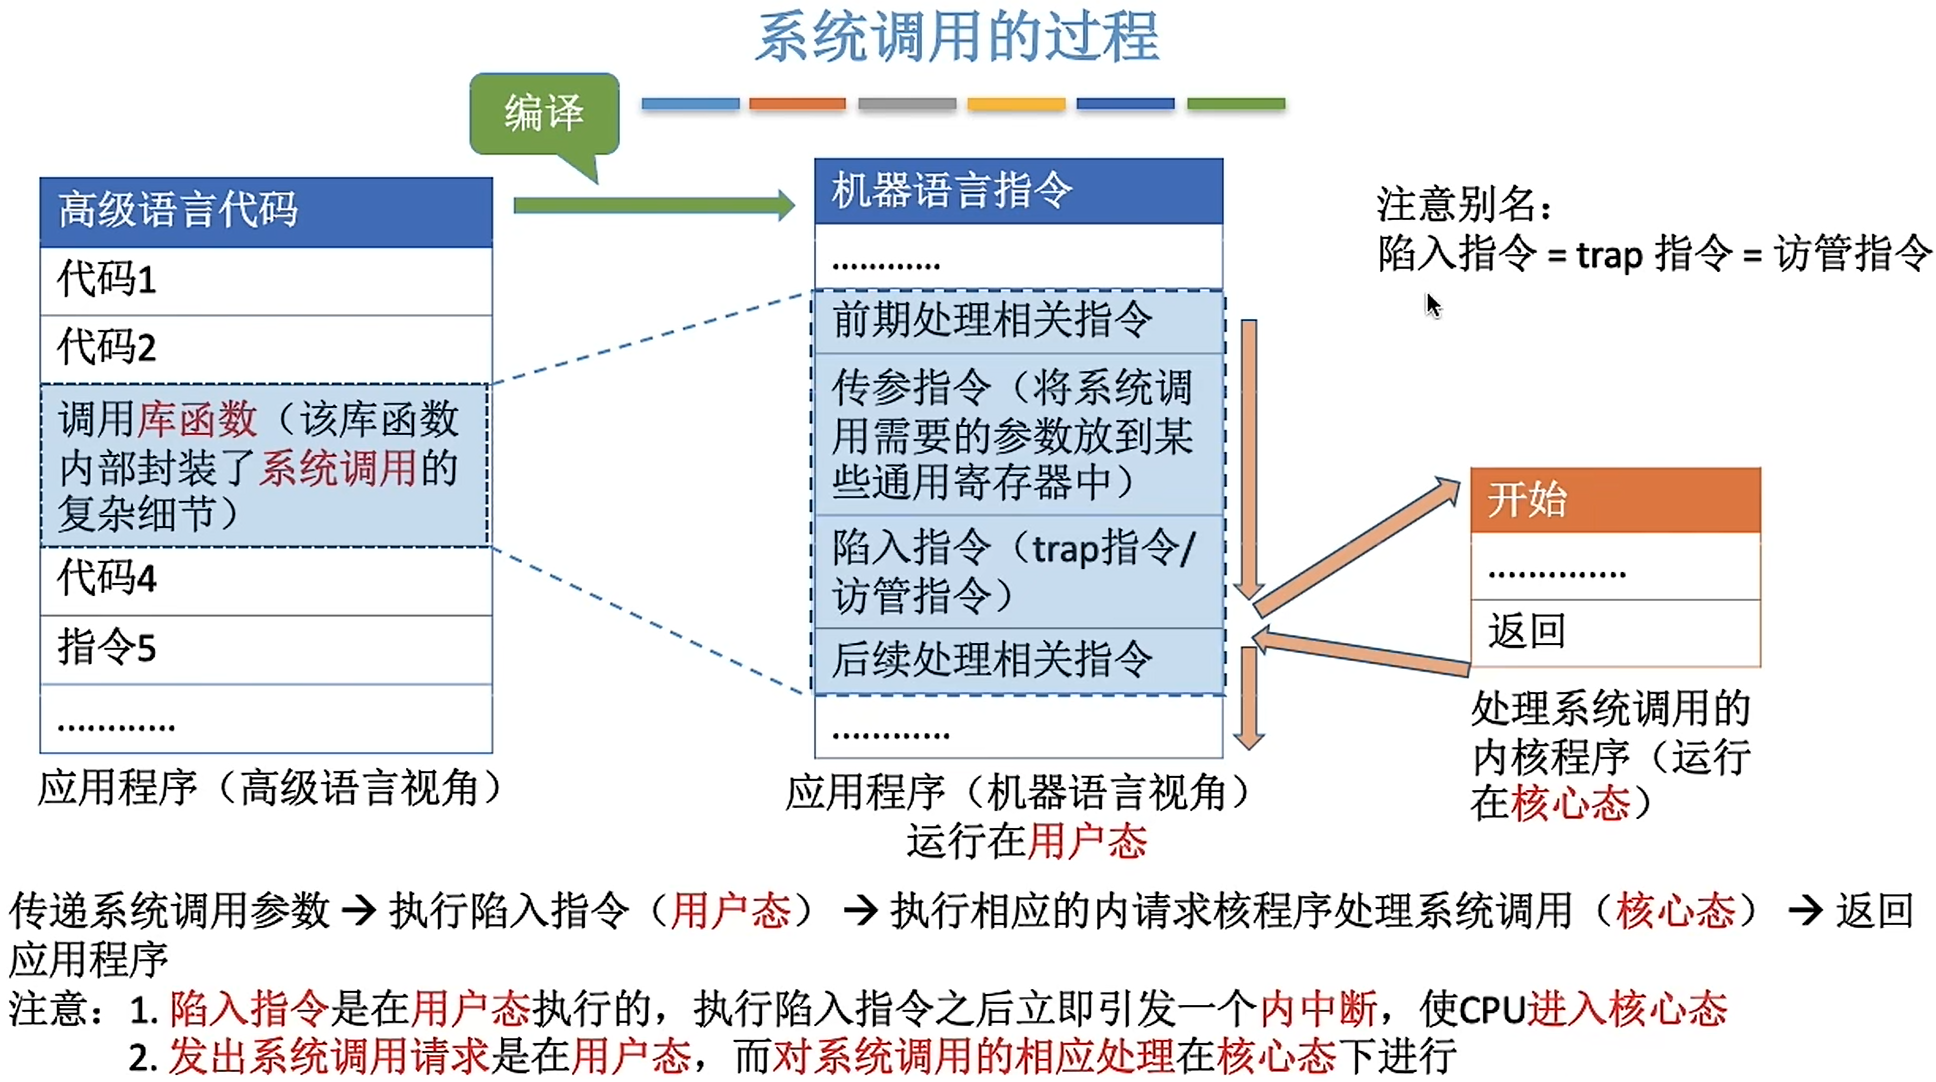 系统调用的过程
编译
高级语言代码
代码1
代码2
调用库函数（该库函数
内部封装了系统调用的
复杂细节）
代码4
指令5
…………
应用程序（高级语言视角）
机器语言指令
…………
前期处理相关指令
传参指令（将系统调
用需要的参数放到某
些通用寄存器中）
陷入指令（trap指令/
访管指令）
后续处理相关指令
…………
应用程序（机器语言视角）
运行在用户态
注意别名：
陷入指令 = trap 指令 = 访管指令
开始
…………..
返回
处理系统调用的
内核程序（运行
在核心态）
传递系统调用参数 → 执行陷入指令（用户态） → 执行相应的内请求核程序处理系统调用（核心态） → 返回
应用程序
注意：1. 陷入指令是在用户态执行的，执行陷入指令之后立即引发一个内中断，使CPU进入核心态
2. 发出系统调用请求是在用户态，而对系统调用的相应处理在核心态下进行